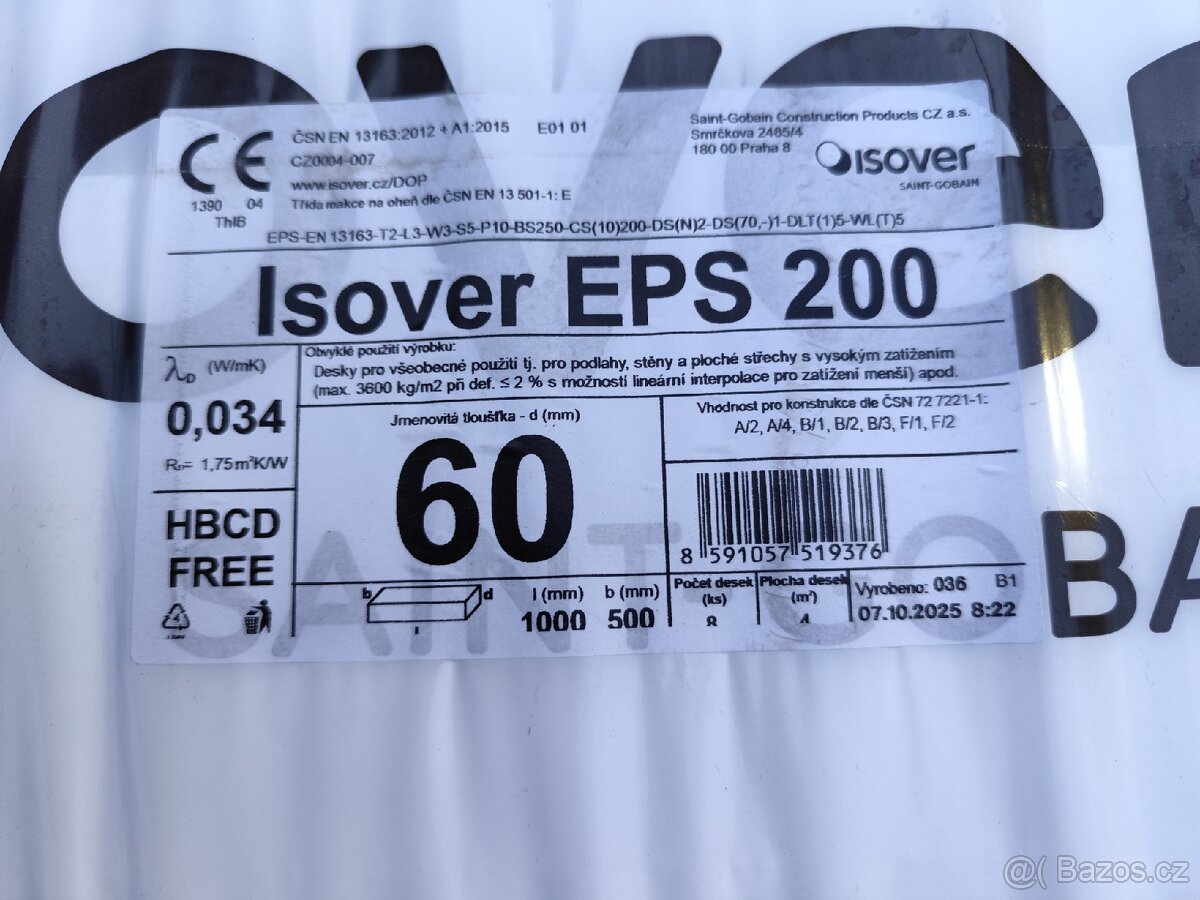 OVE
CE
1390 04
ThIB
ČSN EN 13163:2012 + A1:2015 E01 01
CZ0004-007
www.isover.cz/DOP
Třída reakce na oheň dle ČSN EN 13 501-1: E
Saint-Gobain Construction Products CZ a.s.
Smrčkova 2485/4
180 00 Praha 8
isover
SAINT-GOBAIN
EPS-EN 13163-T2-L3-W3-S5-P10-BS250-CS(10)200-DS(N)2-DS(70,-)1-DLT(1)5-WL(T)5
Isover EPS 200
λD (W/mK)
0,034
RD= 1,75m²K/W
HBCD
FREE
Obvyklé použití výrobku:
Desky pro všeobecné použití tj. pro podlahy, stěny a ploché střechy s vysokým zatížením
(max. 3600 kg/m2 při def. ≤ 2 % s možností lineární interpolace pro zatížení menší) apod.
Jmenovitá tloušťka - d (mm)
60
Vhodnost pro konstrukce dle ČSN 72 7221-1:
A/2, A/4, B/1, B/2, B/3, F/1, F/2
8 591057 519376
b d l
l (mm) b (mm)
1000 500
Počet desek
(ks)
8
Plocha desek
(m²)
4
Vyrobeno: 036 B1
07.10.2025 8:22
SAINT-GOBA
@( Bazos.cz